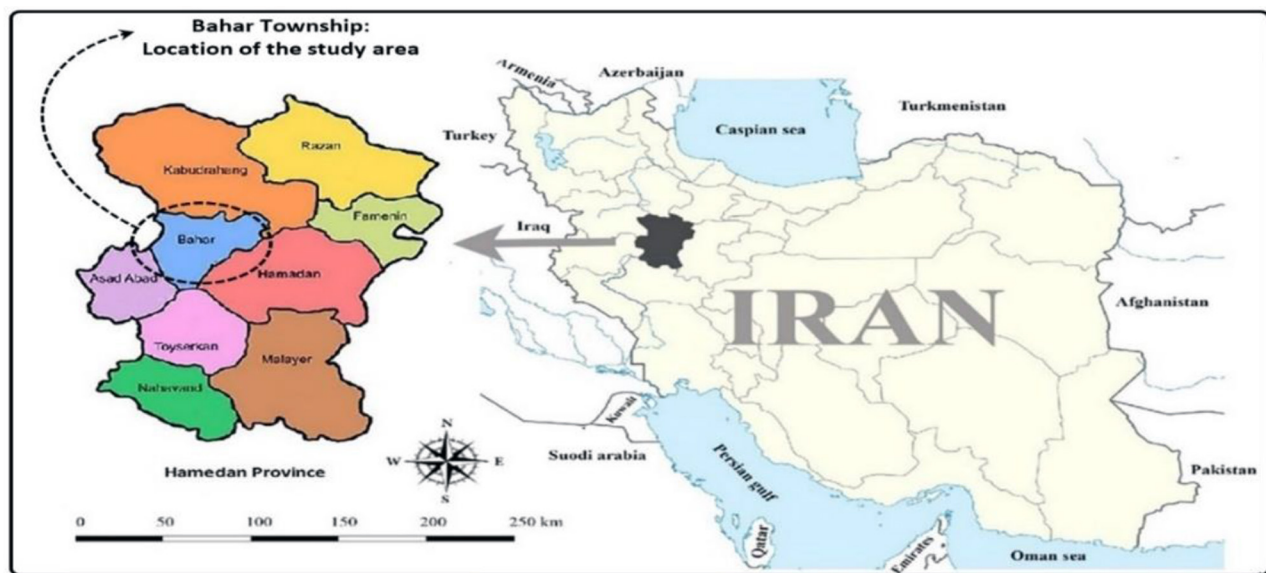 Bahar Township:
Location of the study area
Kabudrahang
Razan
Famenin
Bahar
Asad Abad
Hamadan
Toyserkan
Malayer
Nahavand
Hamedan Province
N
W
E
S
0 50 100 150 200 250 km
Armenia
Azerbaijan
Turkey
Caspian sea
Turkmenistan
Iraq
IRAN
Afghanistan
Kuwait
Suodi arabia
Persian gulf
Pakistan
Qatar
Emirates
Oman sea